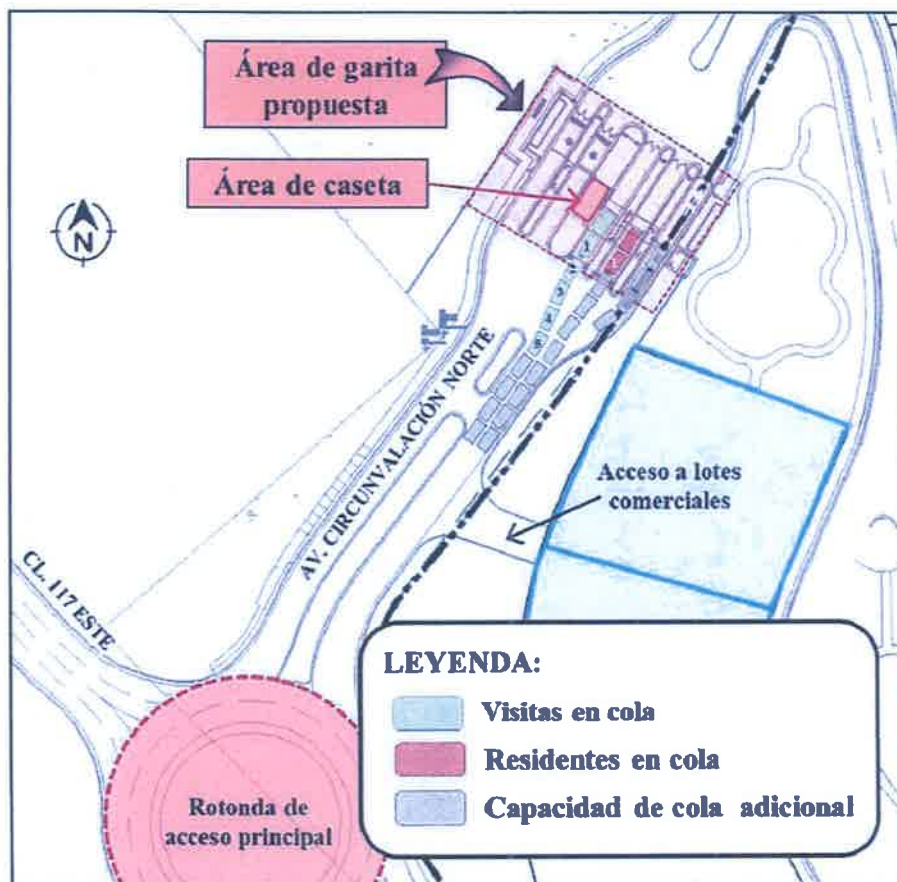 Área de garita
propuesta
Área de caseta
N
AV. CIRCUNVALACIÓN NORTE
Acceso a lotes
comerciales
CL. 117 ESTE
LEYENDA:
Visitas en cola
Residentes en cola
Capacidad de cola adicional
Rotonda de
acceso principal